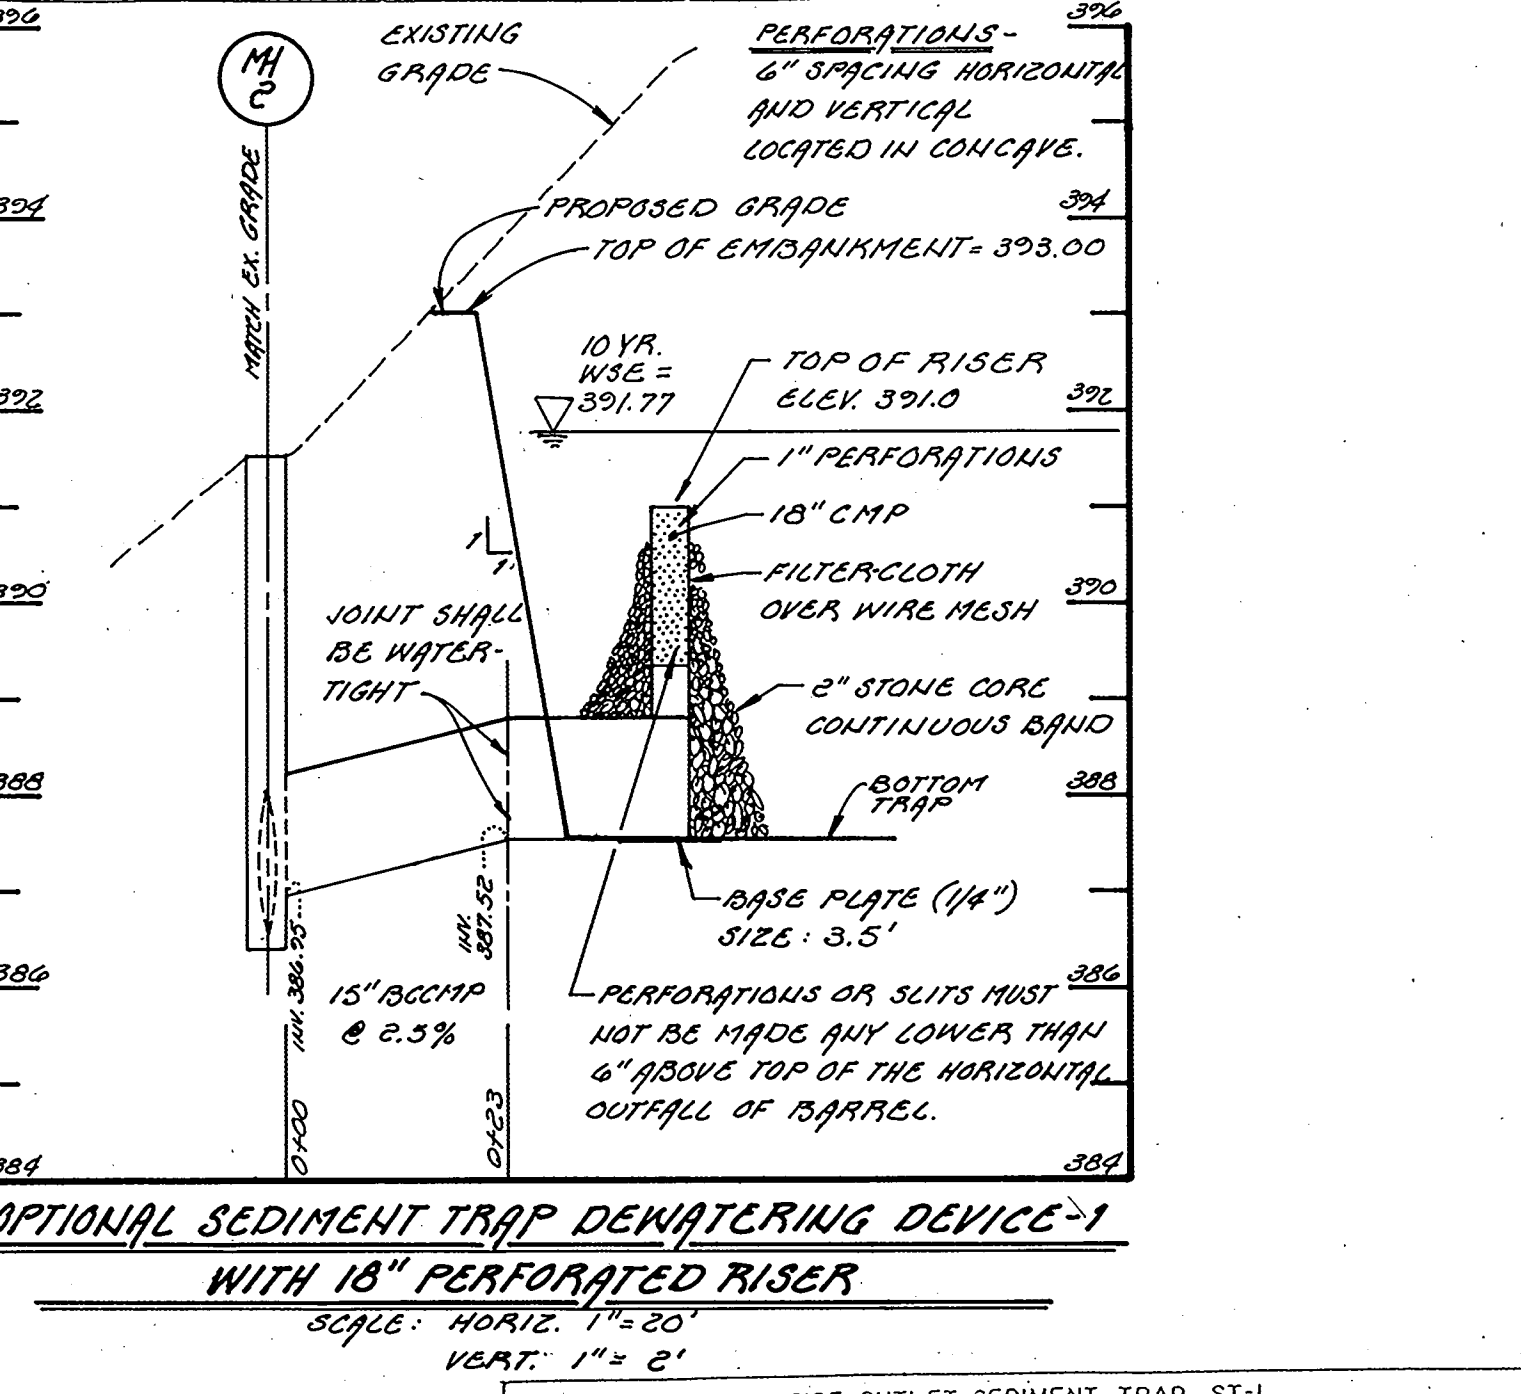 396
396
MH
2
EXISTING
GRADE
PERFORATIONS-
6" SPACING HORIZONTAL
AND VERTICAL
LOCATED IN CONCAVE.
MATCH EX. GRADE
394
394
PROPOSED GRADE
TOP OF EMBANKMENT= 393.00
10 YR.
WSE =
391.77
TOP OF RISER
ELEV. 391.0
392
392
1" PERFORATIONS
18" CMP
1
1'
FILTER-CLOTH
OVER WIRE MESH
390
390
JOINT SHALL
BE WATER-
TIGHT
2" STONE CORE
CONTINUOUS BAND
388
388
BOTTOM
TRAP
BASE PLATE (1/4")
SIZE: 3.5'
INV. 386.95
INV.
387.52
386
386
15" BCCMP
@ 2.5%
PERFORATIONS OR SLITS MUST
NOT BE MADE ANY LOWER THAN
6" ABOVE TOP OF THE HORIZONTAL
OUTFALL OF BARREL.
0+00
0+23
384
384
OPTIONAL SEDIMENT TRAP DEWATERING DEVICE-1
WITH 18" PERFORATED RISER
SCALE: HORIZ. 1"=20'
VERT: 1"= 2'
OUTLET SEDIMENT TRAP ST-1